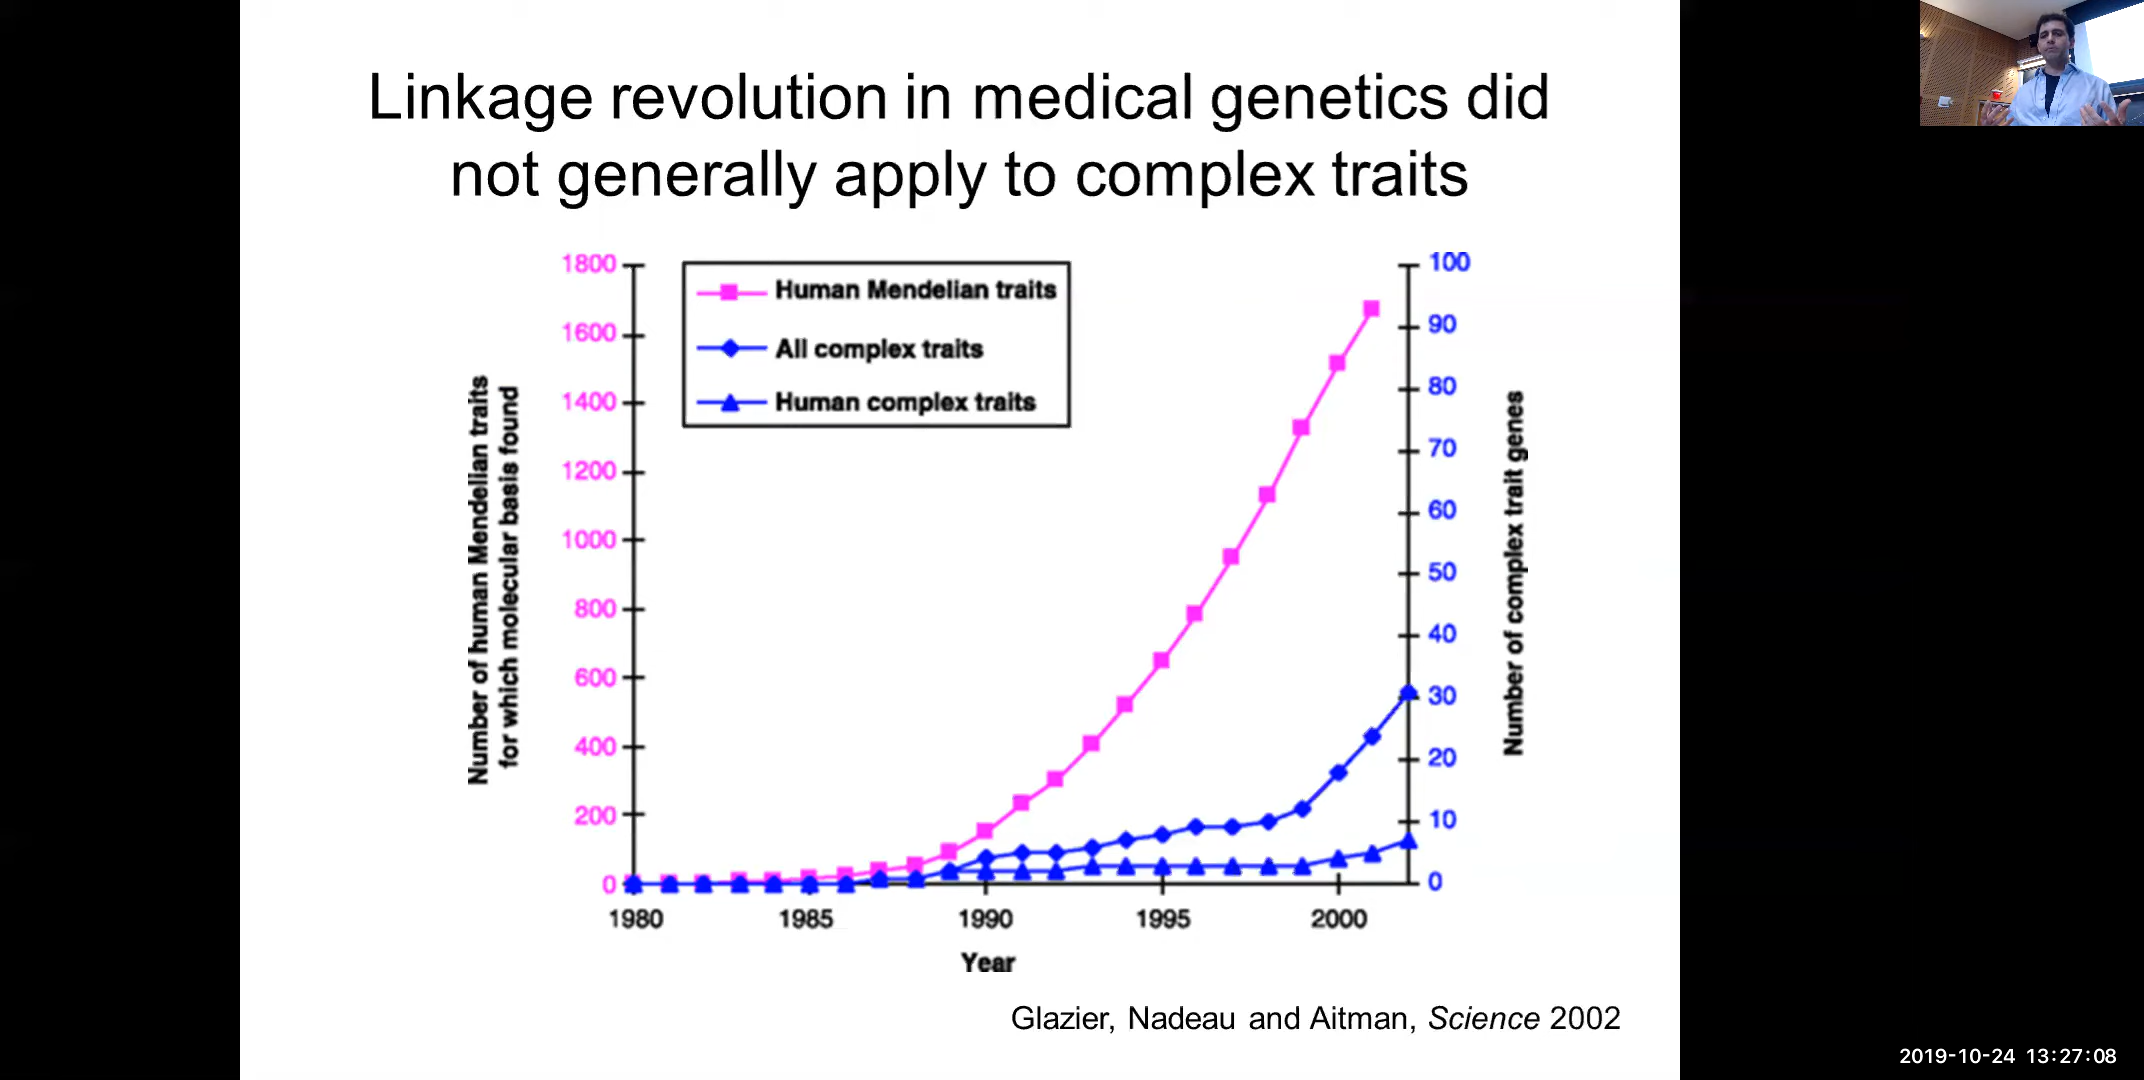 Linkage revolution in medical genetics did
not generally apply to complex traits
Number of human Mendelian traits
for which molecular basis found
1800
1600
1400
1200
1000
800
600
400
200
0
Human Mendelian traits
All complex traits
Human complex traits
100
90
80
70
60
50
40
30
20
10
0
Number of complex trait genes
1980
1985
1990
1995
2000
Year
Glazier, Nadeau and Aitman, Science 2002
2019-10-24 13:27:08